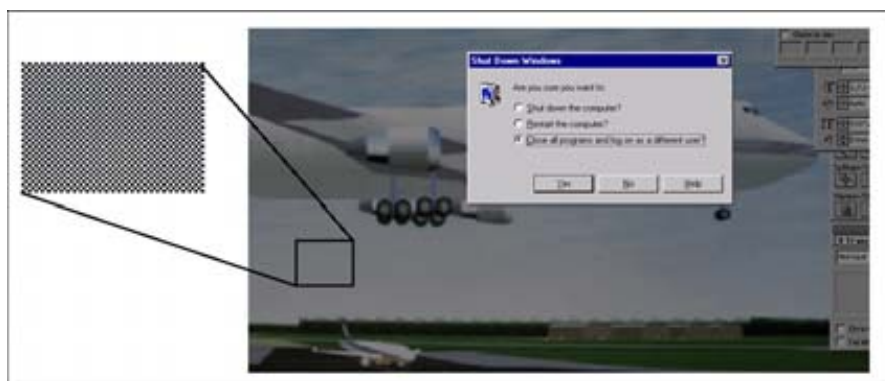 Shut Down Windows
Are you sure you want to:
Shut down the computer?
Restart the computer?
Close all programs and log on as a different user?
Yes
No
Help